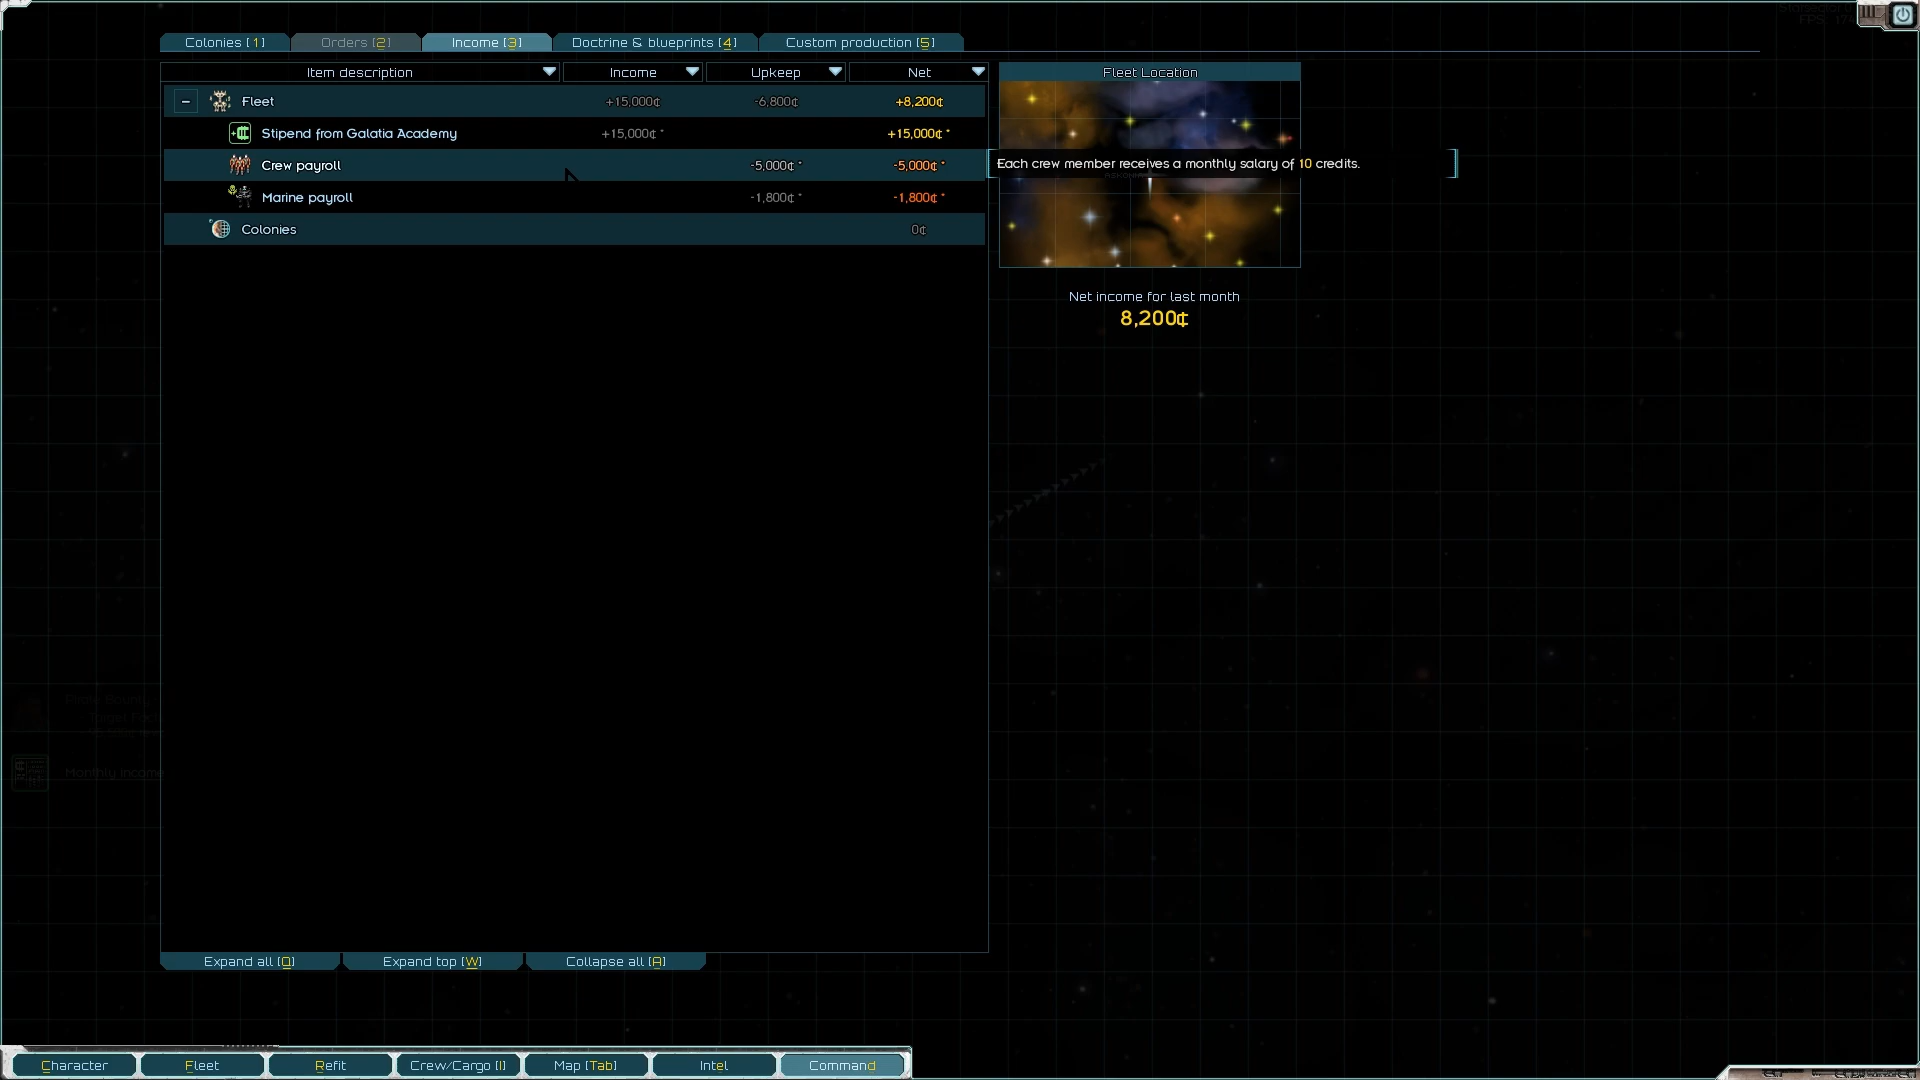 Colonies [1]
Orders [2]
Income [3]
Doctrine & blueprints [4]
Custom production [5]
Item description
Income
Upkeep
Net
Fleet Location
Fleet
+15,000¢
-6,800¢
+8,200¢
Stipend from Galatia Academy
+15,000¢ *
+15,000¢ *
Crew payroll
-5,000¢ *
-5,000¢ *
Each crew member receives a monthly salary of 10 credits.
Marine payroll
-1,800¢ *
-1,800¢ *
Colonies
0¢
Net income for last month
8,200¢
Monthly income
Expand all [Q]
Expand top [W]
Collapse all [A]
Character
Fleet
Refit
Crew/Cargo [I]
Map [Tab]
Intel
Command